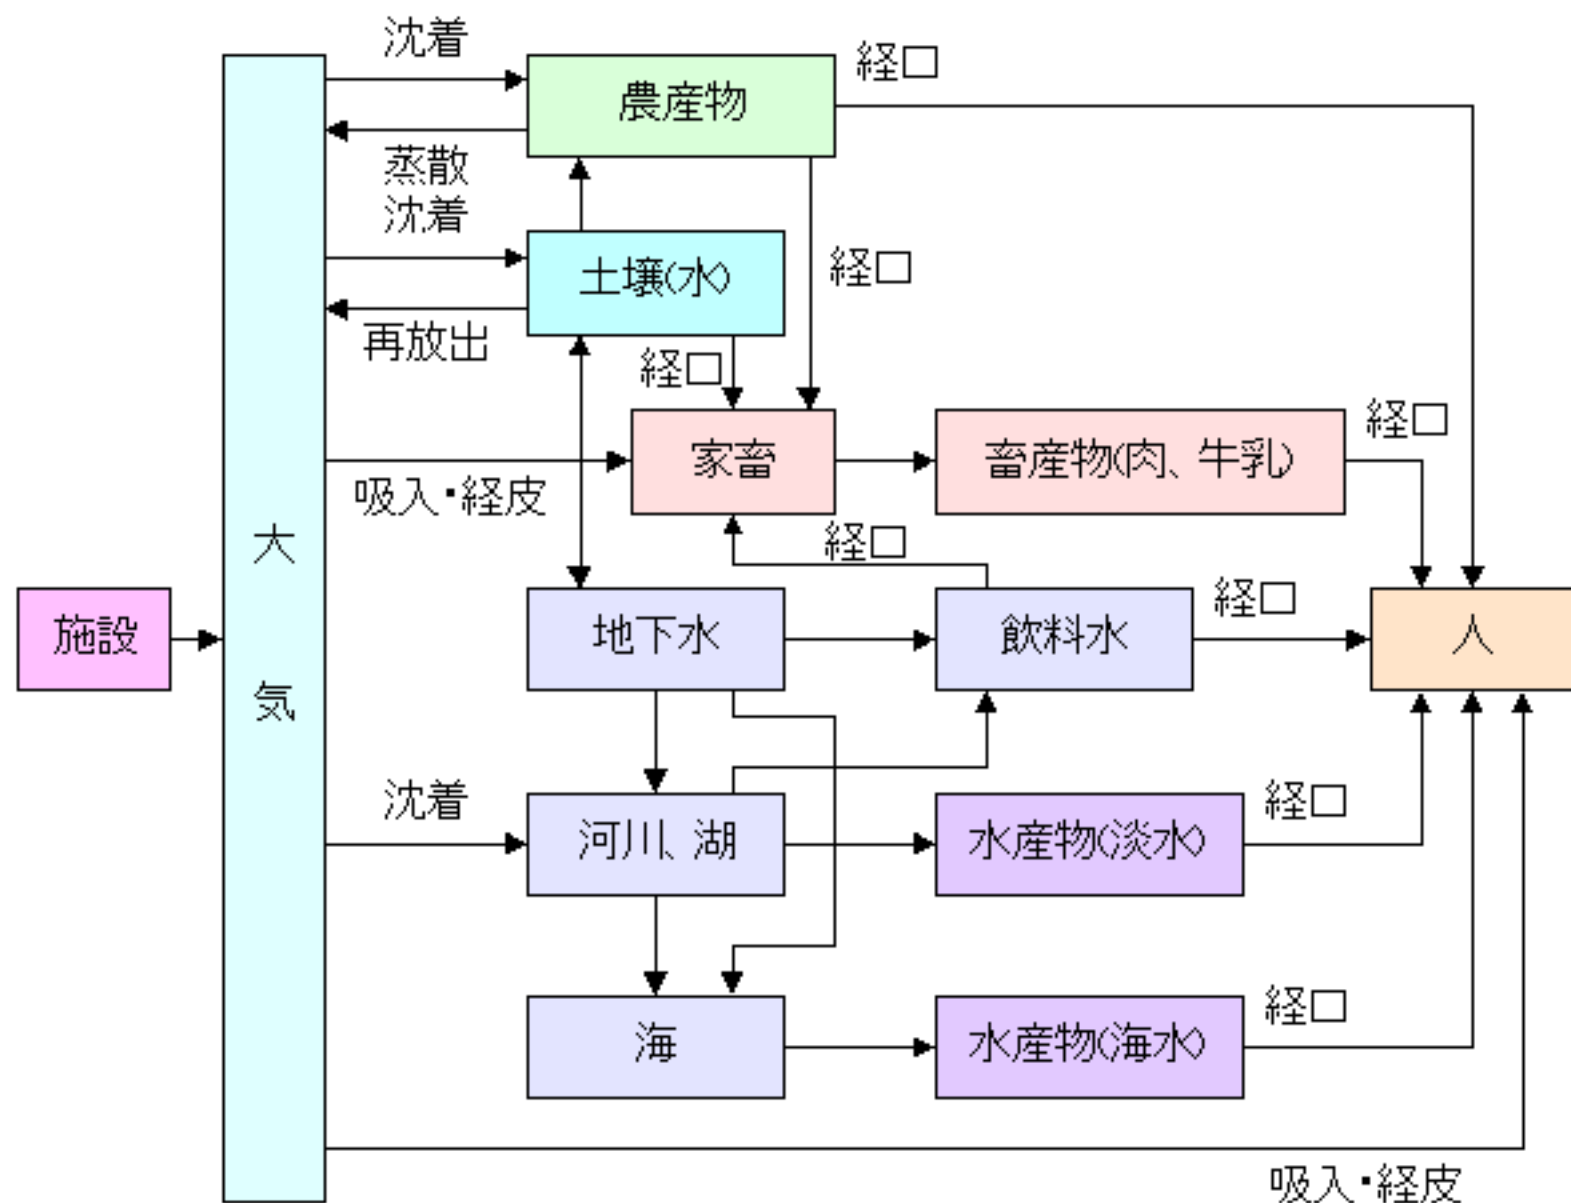 沈着
経口
農産物
蒸散
沈着
経口
土壌(水)
再放出
経口
経口
家畜
畜産物(肉、牛乳)
吸入・経皮
経口
大気
施設
地下水
飲料水
経口
人
沈着
河川、湖
水産物(淡水)
経口
海
水産物(海水)
経口
吸入・経皮